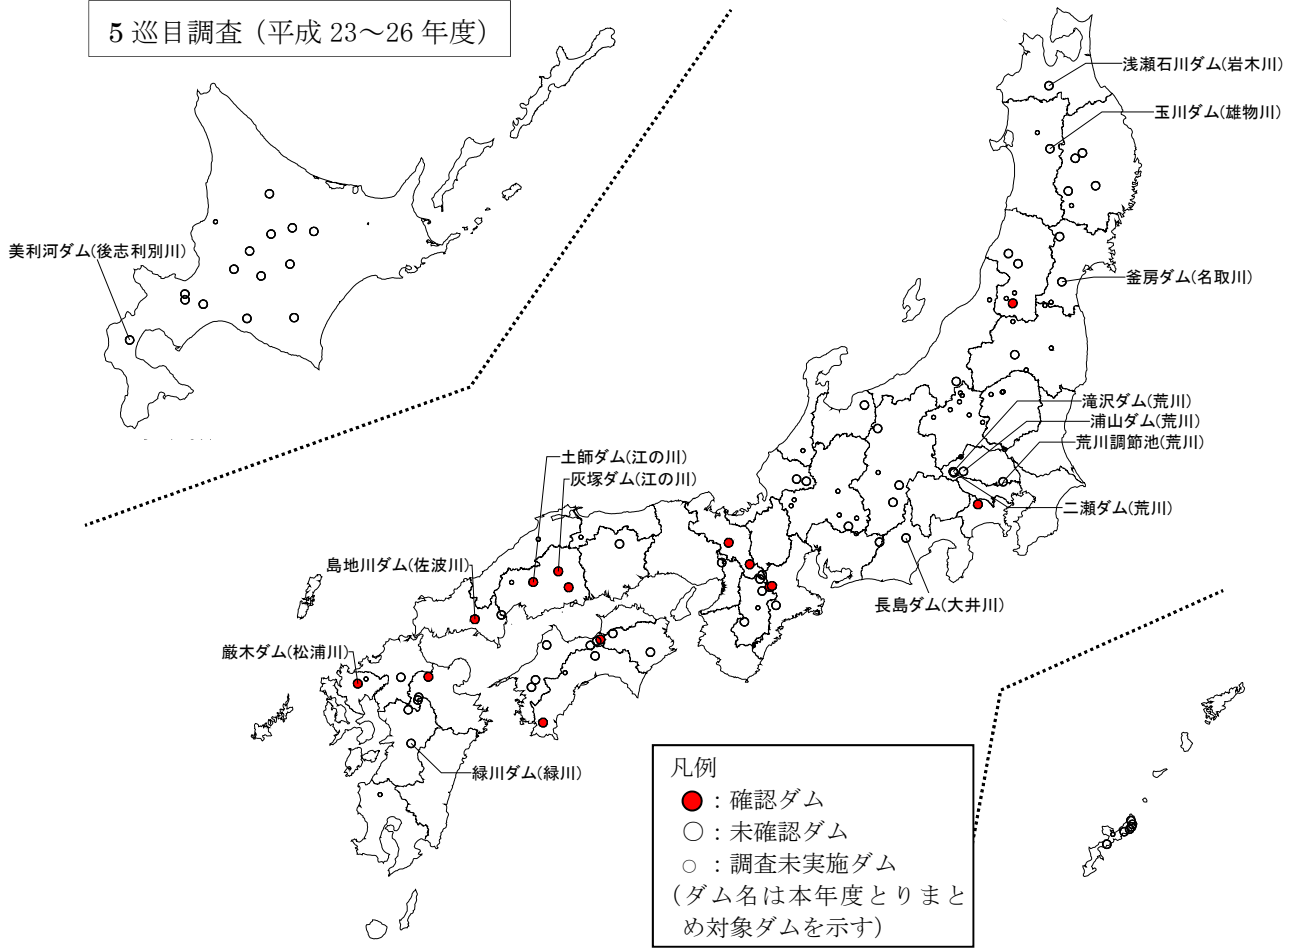 5 巡目調査（平成 23～26 年度）
浅瀬石川ダム(岩木川)
玉川ダム(雄物川)
美利河ダム(後志利別川)
釜房ダム(名取川)
滝沢ダム(荒川)
浦山ダム(荒川)
荒川調節池(荒川)
土師ダム(江の川)
灰塚ダム(江の川)
二瀬ダム(荒川)
島地川ダム(佐波川)
長島ダム(大井川)
厳木ダム(松浦川)
緑川ダム(緑川)
凡例
：確認ダム
：未確認ダム
：調査未実施ダム
（ダム名は本年度とりまと
め対象ダムを示す）